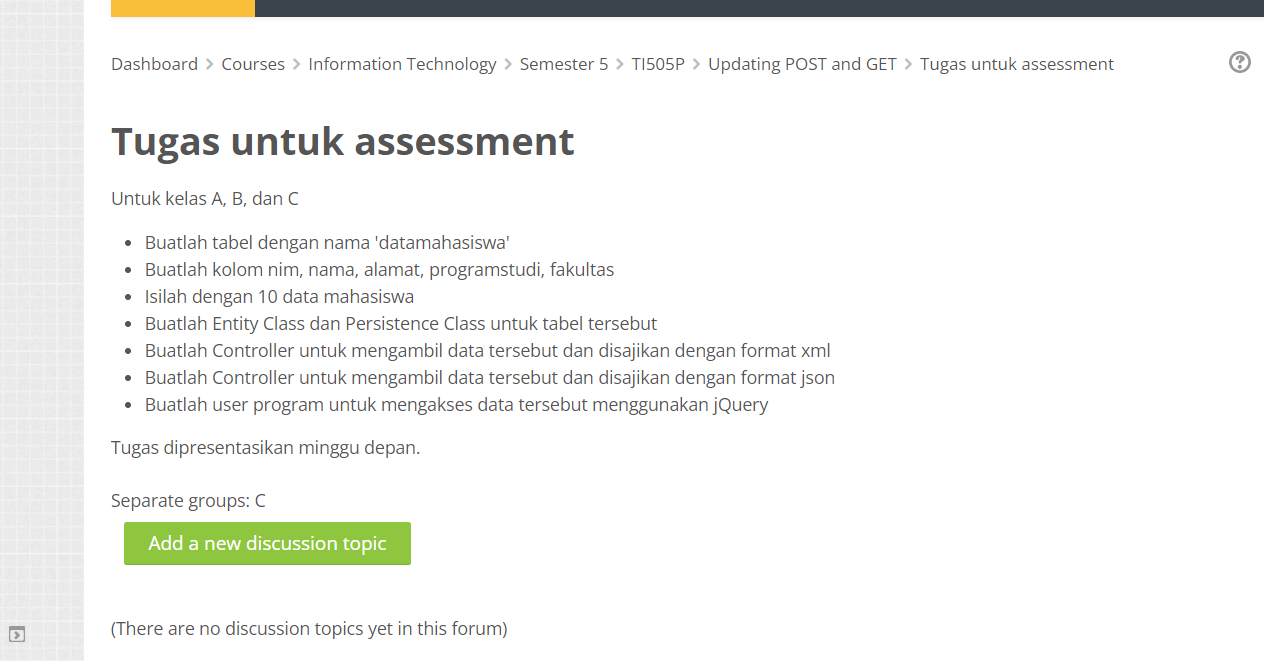 Dashboard > Courses > Information Technology > Semester 5 > TI505P > Updating POST and GET > Tugas untuk assessment
Tugas untuk assessment
Untuk kelas A, B, dan C
• Buatlah tabel dengan nama 'datamahasiswa'
• Buatlah kolom nim, nama, alamat, programstudi, fakultas
• Isilah dengan 10 data mahasiswa
• Buatlah Entity Class dan Persistence Class untuk tabel tersebut
• Buatlah Controller untuk mengambil data tersebut dan disajikan dengan format xml
• Buatlah Controller untuk mengambil data tersebut dan disajikan dengan format json
• Buatlah user program untuk mengakses data tersebut menggunakan jQuery
Tugas dipresentasikan minggu depan.
Separate groups: C
Add a new discussion topic
(There are no discussion topics yet in this forum)